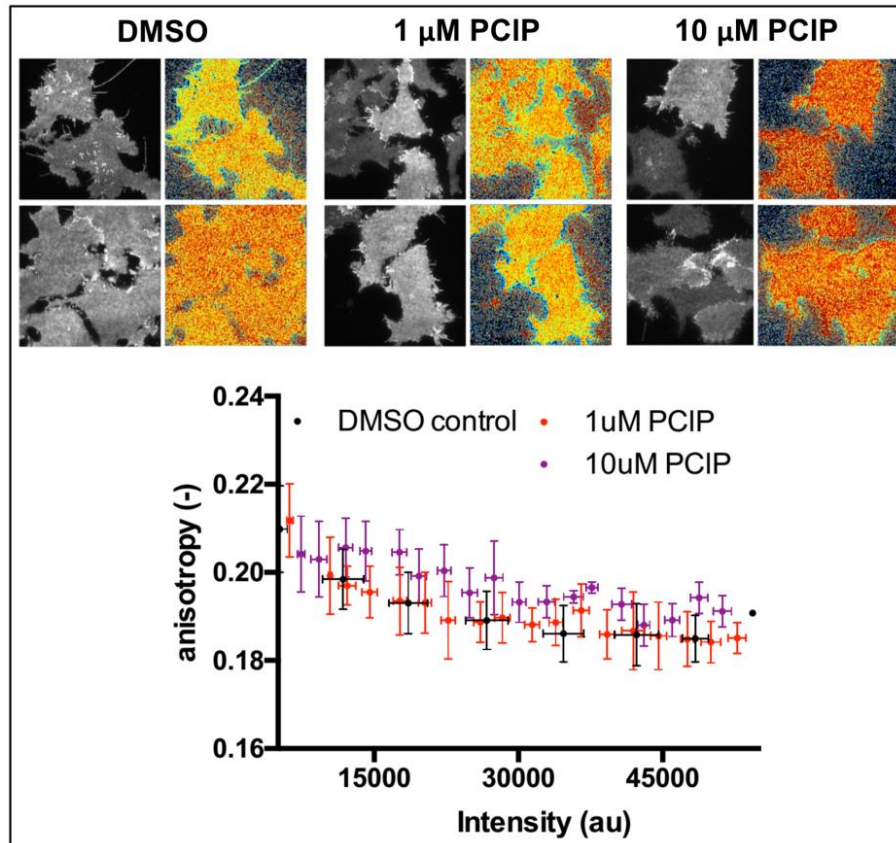 DMSO
1 µM PCIP
10 µM PCIP
0.24
0.22
0.20
0.18
0.16
anisotropy (-)
DMSO control
1uM PCIP
10uM PCIP
15000
30000
45000
Intensity (au)